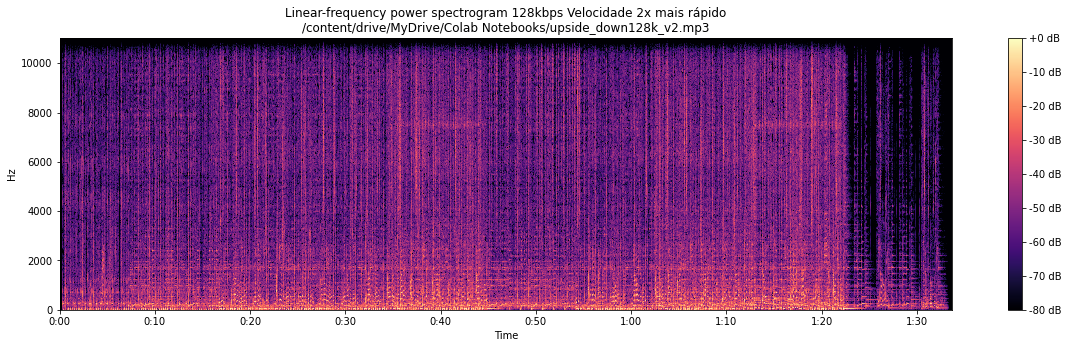 Linear-frequency power spectrogram 128kbps Velocidade 2x mais rápido
/content/drive/MyDrive/Colab Notebooks/upside_down128k_v2.mp3
10000
8000
6000
4000
2000
0
Hz
0:00 0:10 0:20 0:30 0:40 0:50 1:00 1:10 1:20 1:30
Time
+0 dB
-10 dB
-20 dB
-30 dB
-40 dB
-50 dB
-60 dB
-70 dB
-80 dB